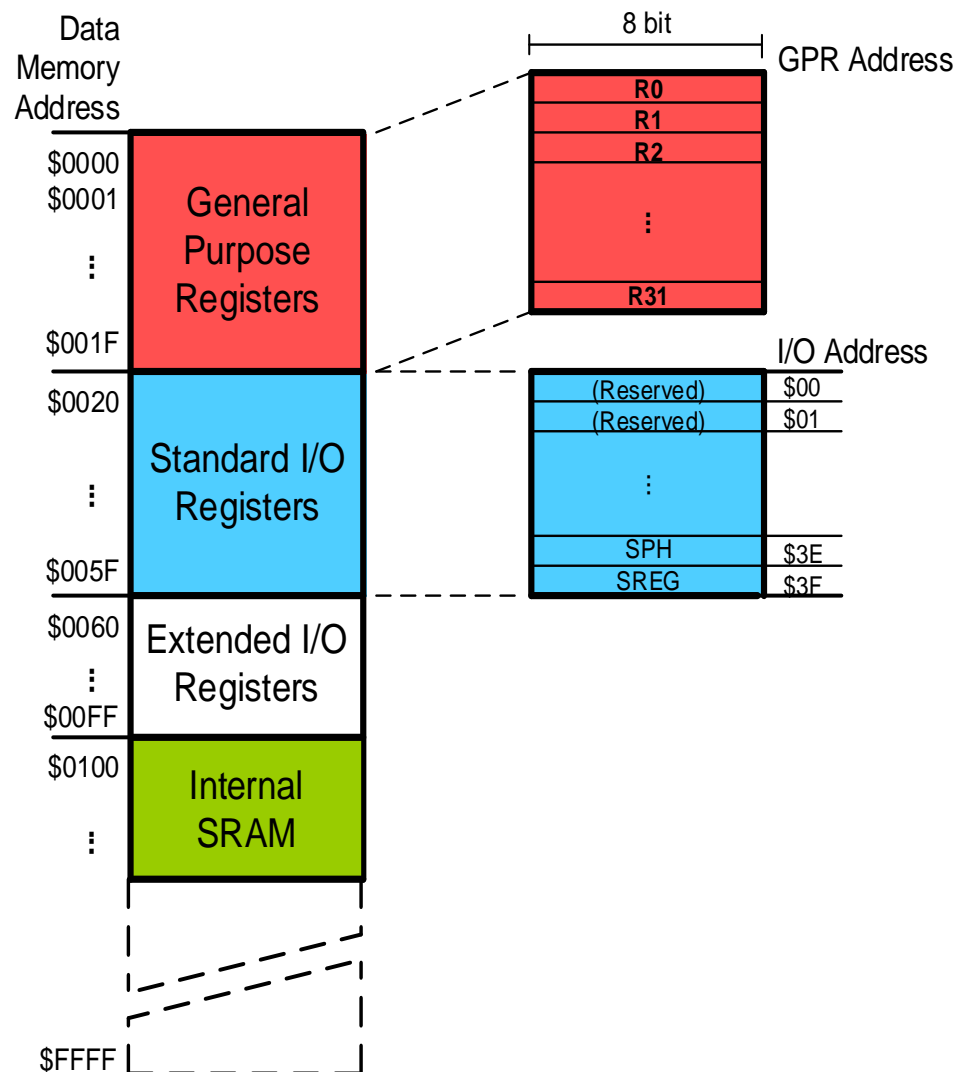 Data
Memory
Address
$0000
$0001
⋮
$001F
$0020
⋮
$005F
$0060
⋮
$00FF
$0100
⋮
$FFFF
General
Purpose
Registers
Standard I/O
Registers
Extended I/O
Registers
Internal
SRAM
8 bit
GPR Address
R0
R1
R2
⋮
R31
I/O Address
(Reserved) $00
(Reserved) $01
⋮
SPH $3E
SREG $3F